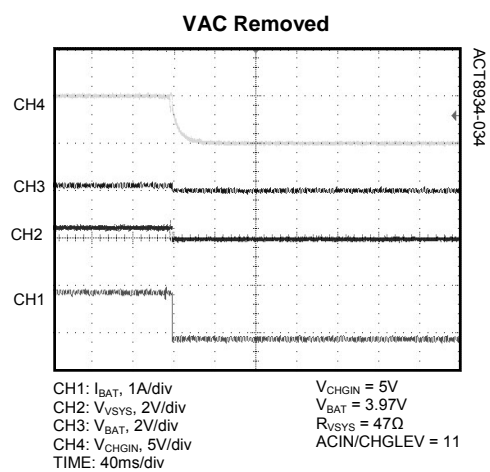 VAC Removed
ACT8934-034
CH4
CH3
CH2
CH1
CH1: IBAT, 1A/div
CH2: VVSYS, 2V/div
CH3: VBAT, 2V/div
CH4: VCHGIN, 5V/div
TIME: 40ms/div
VCHGIN = 5V
VBAT = 3.97V
RVSYS = 47Ω
ACIN/CHGLEV = 11